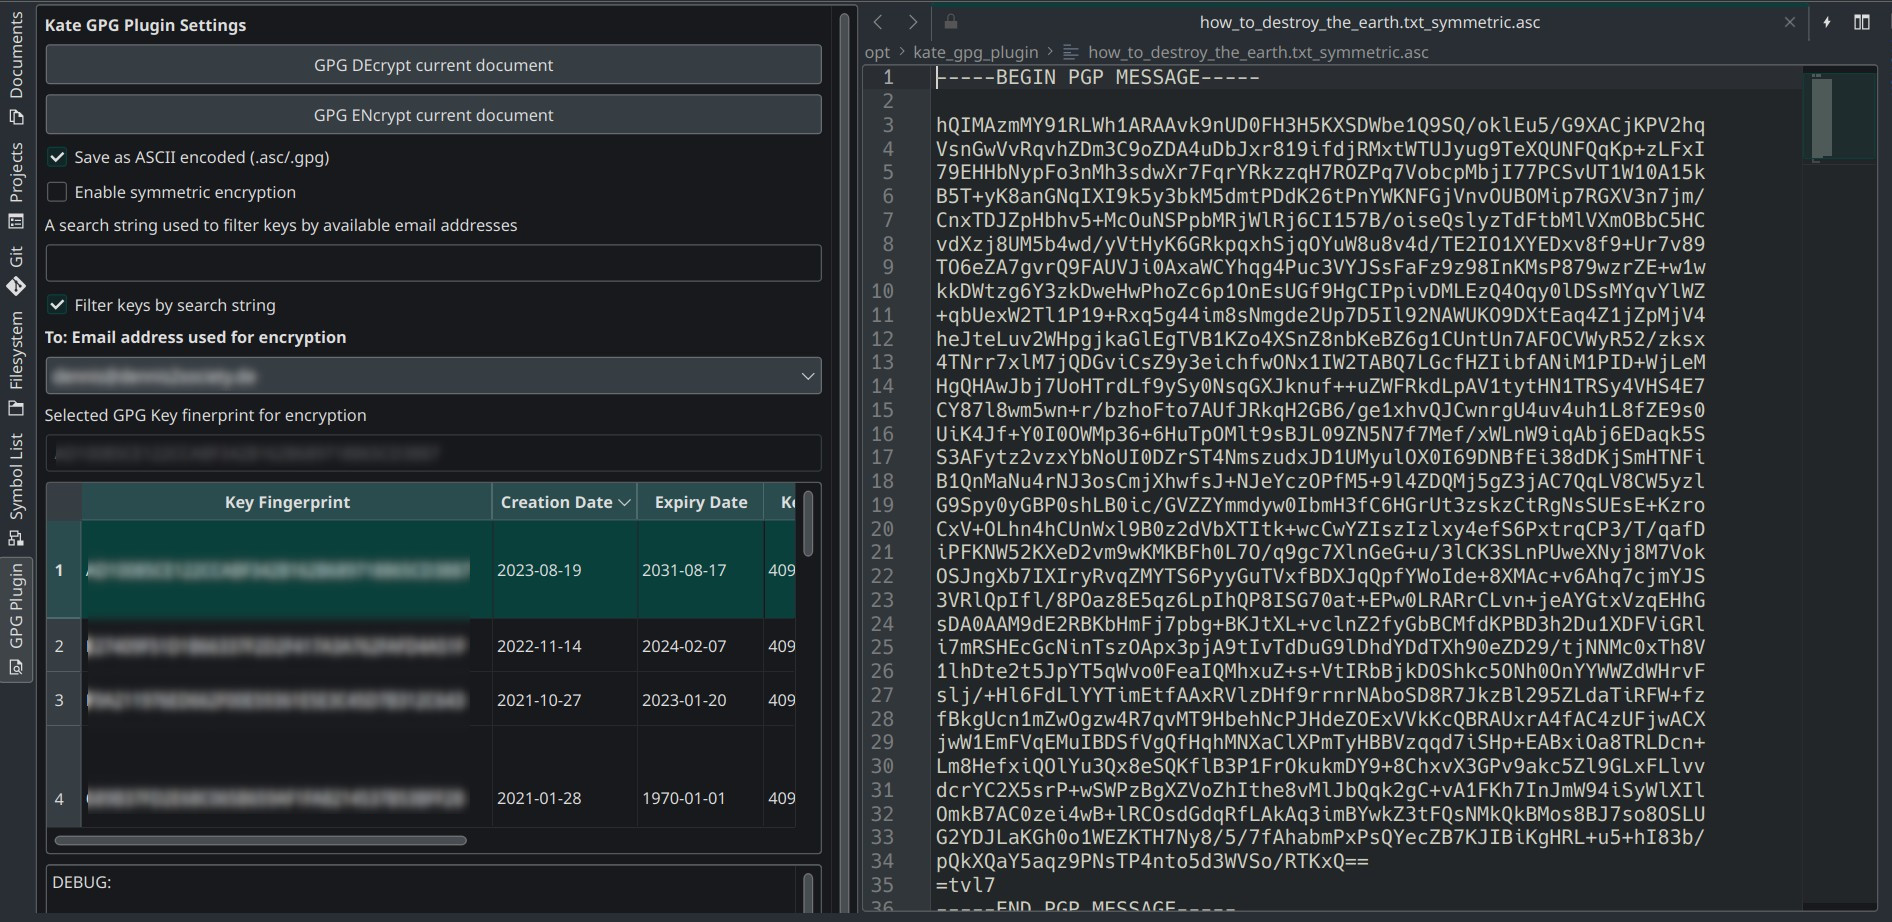 Documents
Projects
Git
Filesystem
Symbol List
GPG Plugin
Kate GPG Plugin Settings
GPG DEcrypt current document
GPG ENcrypt current document
Save as ASCII encoded (.asc/.gpg)
Enable symmetric encryption
A search string used to filter keys by available email addresses
Filter keys by search string
To: Email address used for encryption
Selected GPG Key finerprint for encryption
Key Fingerprint Creation Date Expiry Date Ke
1 2023-08-19 2031-08-17 409
2 2022-11-14 2024-02-07 409
3 2021-10-27 2023-01-20 409
4 2021-01-28 1970-01-01 409
DEBUG:
how_to_destroy_the_earth.txt_symmetric.asc
opt > kate_gpg_plugin > how_to_destroy_the_earth.txt_symmetric.asc
1 -----BEGIN PGP MESSAGE-----
2
3 hQIMAzmMY91RLWh1ARAAvk9nUD0FH3H5KXSDWbe1Q9SQ/oklEu5/G9XACjKPV2hq
4 VsnGwVvRqvhZDm3C9oZDA4uDbJxr819ifdjRMxtWTUJyug9TeXQUNFQqKp+zLFxI
5 79EHHbNypFo3nMh3sdwXr7FqrYRkzzqH7ROZPq7VobcpMbjI77PCSvUT1W10A15k
6 B5T+yK8anGNqIXI9k5y3bkM5dmtPDdK26tPnYWKNFGjVnvOUBOMip7RGXV3n7jm/
7 CnxTDJZpHbhv5+McOuNSPpbMRjWlRj6CI157B/oiseQslyzTdFtbMlVXmOBbC5HC
8 vdXzj8UM5b4wd/yVtHyK6GRkpqxhSjqOYuW8u8v4d/TE2IO1XYEDxv8f9+Ur7v89
9 TO6eZA7gvrQ9FAUVJi0AxaWCYhqg4Puc3VYJSsFaFz9z98InKMsP879wzrZE+w1w
10 kkDWtzg6Y3zkDweHwPhoZc6p1OnEsUGf9HgCIPpivDMLEzQ4Oqy0lDSsMYqvYlWZ
11 +qbUexW2Tl1P19+Rxq5g44im8sNmgde2Up7D5Il92NAWUKO9DXtEaq4Z1jZpMjV4
12 heJteLuv2WHpgjkaGlEgTVB1KZo4XSnZ8nbKeBZ6g1CUntUn7AFOCVWyR52/zksx
13 4TNrr7xlM7jQDGviCsZ9y3eichfwONx1IW2TABQ7LGcfHZIibfANiM1PID+WjLeM
14 HgQHAwJbj7UoHTrdLf9ySy0NsqGXJknuf++uZWFRkdLpAV1tytHN1TRSy4VHS4E7
15 CY87l8wm5wn+r/bzhoFto7AUfJRkqH2GB6/ge1xhvQJCwnrgU4uv4uh1L8fZE9s0
16 UiK4Jf+Y0I0OWMp36+6HuTpOMlt9sBJL09ZN5N7f7Mef/xWLnW9iqAbj6EDaqk5S
17 S3AFytz2vzxYbNoUI0DZrST4NmszudxJD1UMyulOX0I69DNBfEi38dDKjSmHTNFi
18 B1QnMaNu4rNJ3osCmjXhwfsJ+NJeYczOPfM5+9l4ZDQMj5gZ3jAC7QqLV8CW5yzl
19 G9Spy0yGBP0shLB0ic/GVZZYmmdyw0IbmH3fC6HGrUt3zskzCtRgNsSUEsE+Kzro
20 CxV+OLhn4hCUnWxl9B0z2dVbXTItk+wcCwYZIszIzlxy4efS6PxtrqCP3/T/qafD
21 iPFKNW52KXeD2vm9wKMKBFh0L7O/q9gc7XlnGeG+u/3lCK3SLnPUweXNyj8M7Vok
22 OSJngXb7IXIryRvqZMYTS6PyyGuTVxfBDXJqQpfYWoIde+8XMAc+v6Ahq7cjmYJS
23 3VRlQpIfl/8POaz8E5qz6LpIhQP8ISG70at+EPw0LRARrCLvn+jeAYGtxVzqEHhG
24 sDA0AAM9dE2RBKbHmFj7pbg+BKJtXL+vclnZ2fyGbBCMfdKPBD3h2Du1XDFViGRl
25 i7mRSHEcGcNinTszOApx3pjA9tIvTdDuG9lDhdYDdTXh90eZD29/tjNNMc0xTh8V
26 1lhDte2t5JpYT5qWvo0FeaIQMhxuZ+s+VtIRbBjkDOShkc5ONh0OnYYWWZdWHrvF
27 slj/+Hl6FdLlYYTimEtfAAxRVlzDHf9rrnrNAboSD8R7JkzBl295ZLdaTiRFW+fz
28 fBkgUcn1mZwOgzw4R7qvMT9HbehNcPJHdeZOExVVkKcQBRAUxrA4fAC4zUFjwACX
29 jwW1EmFVqEMuIBDSfVgQfHqhMNXaClXPmTyHBBVzqqd7iSHp+EABxiOa8TRLDcn+
30 Lm8HefxiQOlYu3Qx8eSQKflB3P1FrOkukmDY9+8ChxvX3GPv9akc5Zl9GLxFLlvv
31 dcrYC2X5srP+wSWPzBgXZVoZhIthe8vMlJbQqk2gC+vA1FKh7InJmW94iSyWlXIl
32 OmkB7AC0zei4wB+lRCOsdGdqRfLAkAq3imBYwkZ3tFQsNMkQkBMos8BJ7so8OSLU
33 G2YDJLaKGh0o1WEZKTH7Ny8/5/7fAhabmPxPsQYecZB7KJIBiKgHRL+u5+hI83b/
34 pQkXQaY5aqz9PNsTP4nto5d3WVSo/RTKxQ==
35 =tvl7
36 -----END PGP MESSAGE-----